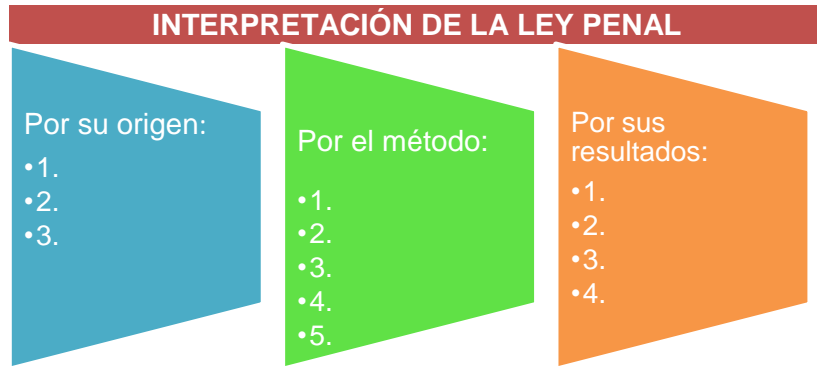 INTERPRETACIÓN DE LA LEY PENAL
Por su origen:
•1.
•2.
•3.
Por el método:
•1.
•2.
•3.
•4.
•5.
Por sus
resultados:
•1.
•2.
•3.
•4.